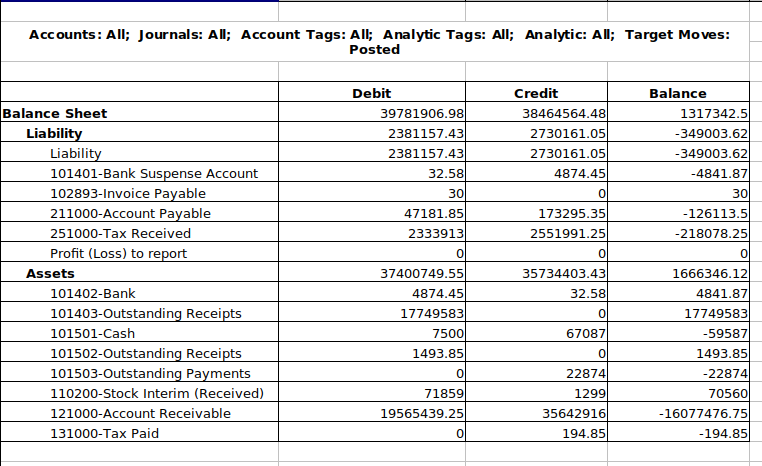 Accounts: All; Journals: All; Account Tags: All; Analytic Tags: All; Analytic: All; Target Moves:
Posted
Debit Credit Balance
Balance Sheet 39781906.98 38464564.48 1317342.5
Liability 2381157.43 2730161.05 -349003.62
Liability 2381157.43 2730161.05 -349003.62
101401-Bank Suspense Account 32.58 4874.45 -4841.87
102893-Invoice Payable 30 0 30
211000-Account Payable 47181.85 173295.35 -126113.5
251000-Tax Received 2333913 2551991.25 -218078.25
Profit (Loss) to report 0 0 0
Assets 37400749.55 35734403.43 1666346.12
101402-Bank 4874.45 32.58 4841.87
101403-Outstanding Receipts 17749583 0 17749583
101501-Cash 7500 67087 -59587
101502-Outstanding Receipts 1493.85 0 1493.85
101503-Outstanding Payments 0 22874 -22874
110200-Stock Interim (Received) 71859 1299 70560
121000-Account Receivable 19565439.25 35642916 -16077476.75
131000-Tax Paid 0 194.85 -194.85